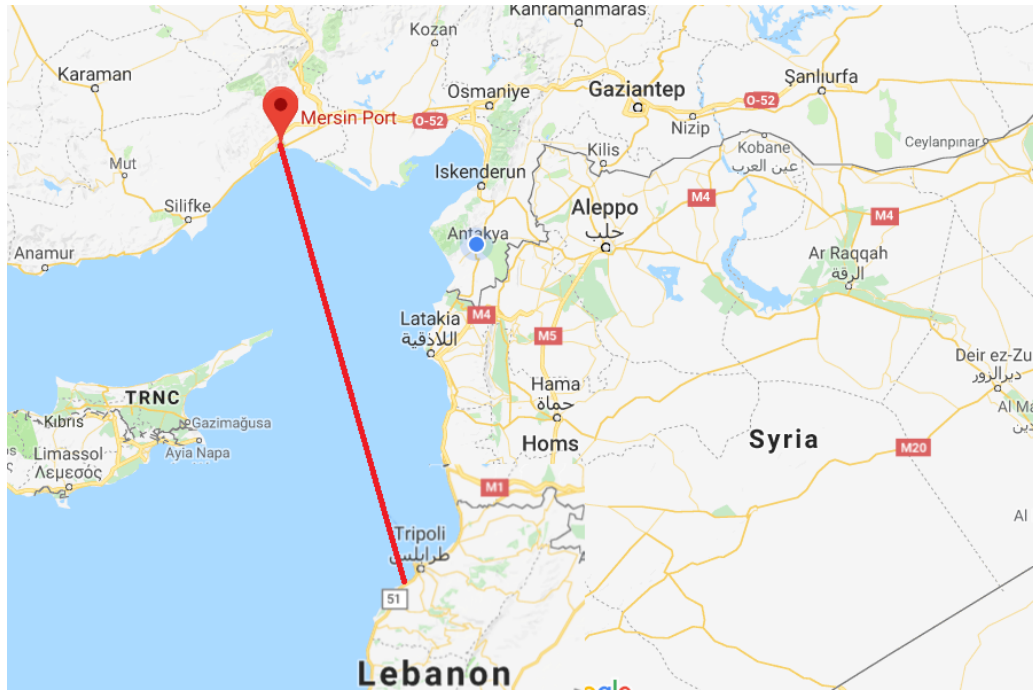 Kahramanmaraş
Kozan
Karaman
Osmaniye
Gaziantep
Şanlıurfa
O-52
Mersin Port
O-52
Nizip
Kobane
عين العرب
Ceylanpınar
Kilis
Mut
Iskenderun
Silifke
Aleppo
حلب
M4
M4
Antakya
Anamur
Ar Raqqah
الرقة
Latakia
اللاذقية
M4
M5
Deir ez-Zu
ديرالزور
TRNC
Hama
حماة
Al Ma
Kıbrıs
Gazimağusa
Limassol
Λεμεσός
Ayia Napa
Homs
Syria
M20
M1
Al
Tripoli
طرابلس
51
Lebanon